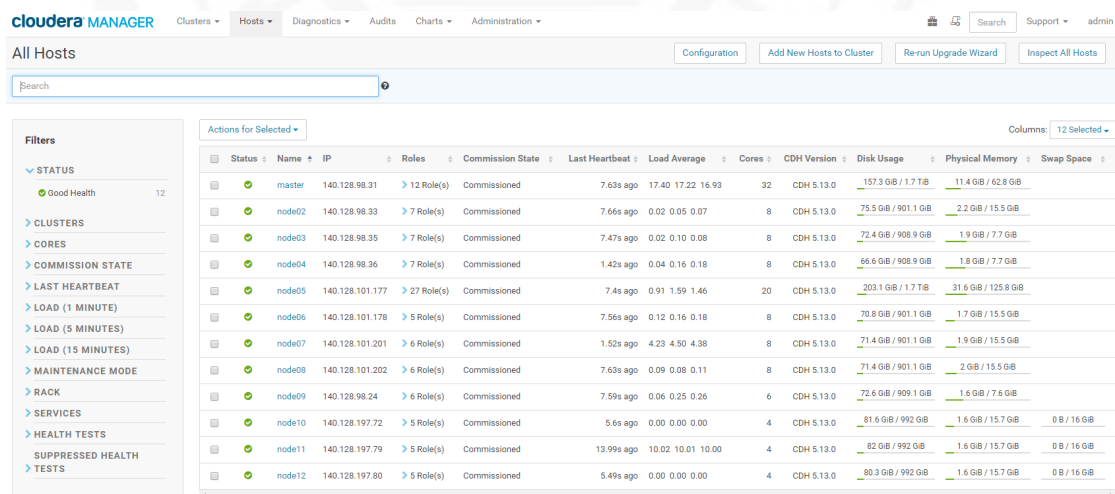 cloudera MANAGER Clusters Hosts Diagnostics Audits Charts Administration Search Support admin
All Hosts Configuration Add New Hosts to Cluster Re-run Upgrade Wizard Inspect All Hosts
Search
Filters
STATUS
Good Health 12
CLUSTERS
CORES
COMMISSION STATE
LAST HEARTBEAT
LOAD (1 MINUTE)
LOAD (5 MINUTES)
LOAD (15 MINUTES)
MAINTENANCE MODE
RACK
SERVICES
HEALTH TESTS
SUPPRESSED HEALTH
TESTS
Actions for Selected Columns: 12 Selected
Status Name IP Roles Commission State Last Heartbeat Load Average Cores CDH Version Disk Usage Physical Memory Swap Space
master 140.128.98.31 12 Role(s) Commissioned 7.63s ago 17.40 17.22 16.93 32 CDH 5.13.0 157.3 GiB / 1.7 TiB 11.4 GiB / 62.8 GiB
node02 140.128.98.33 7 Role(s) Commissioned 7.66s ago 0.02 0.05 0.07 8 CDH 5.13.0 75.5 GiB / 901.1 GiB 2.2 GiB / 15.5 GiB
node03 140.128.98.35 7 Role(s) Commissioned 7.47s ago 0.02 0.10 0.08 8 CDH 5.13.0 72.4 GiB / 908.9 GiB 1.9 GiB / 7.7 GiB
node04 140.128.98.36 7 Role(s) Commissioned 1.42s ago 0.04 0.16 0.18 8 CDH 5.13.0 66.6 GiB / 908.9 GiB 1.8 GiB / 7.7 GiB
node05 140.128.101.177 27 Role(s) Commissioned 7.4s ago 0.91 1.59 1.46 20 CDH 5.13.0 203.1 GiB / 1.7 TiB 31.6 GiB / 125.8 GiB
node06 140.128.101.178 5 Role(s) Commissioned 7.56s ago 0.12 0.16 0.18 8 CDH 5.13.0 70.8 GiB / 901.1 GiB 1.7 GiB / 15.5 GiB
node07 140.128.101.201 6 Role(s) Commissioned 1.52s ago 4.23 4.50 4.38 8 CDH 5.13.0 71.4 GiB / 901.1 GiB 1.9 GiB / 15.5 GiB
node08 140.128.101.202 6 Role(s) Commissioned 7.63s ago 0.09 0.08 0.11 8 CDH 5.13.0 71.4 GiB / 901.1 GiB 2 GiB / 15.5 GiB
node09 140.128.98.24 6 Role(s) Commissioned 7.59s ago 0.06 0.25 0.26 6 CDH 5.13.0 72.6 GiB / 909.1 GiB 1.6 GiB / 7.6 GiB
node10 140.128.197.72 5 Role(s) Commissioned 5.6s ago 0.00 0.00 0.00 4 CDH 5.13.0 81.6 GiB / 992 GiB 1.6 GiB / 15.7 GiB 0 B / 16 GiB
node11 140.128.197.79 5 Role(s) Commissioned 13.99s ago 10.02 10.01 10.00 4 CDH 5.13.0 82 GiB / 992 GiB 1.6 GiB / 15.7 GiB 0 B / 16 GiB
node12 140.128.197.80 5 Role(s) Commissioned 5.49s ago 0.00 0.00 0.00 4 CDH 5.13.0 80.3 GiB / 992 GiB 1.6 GiB / 15.7 GiB 0 B / 16 GiB